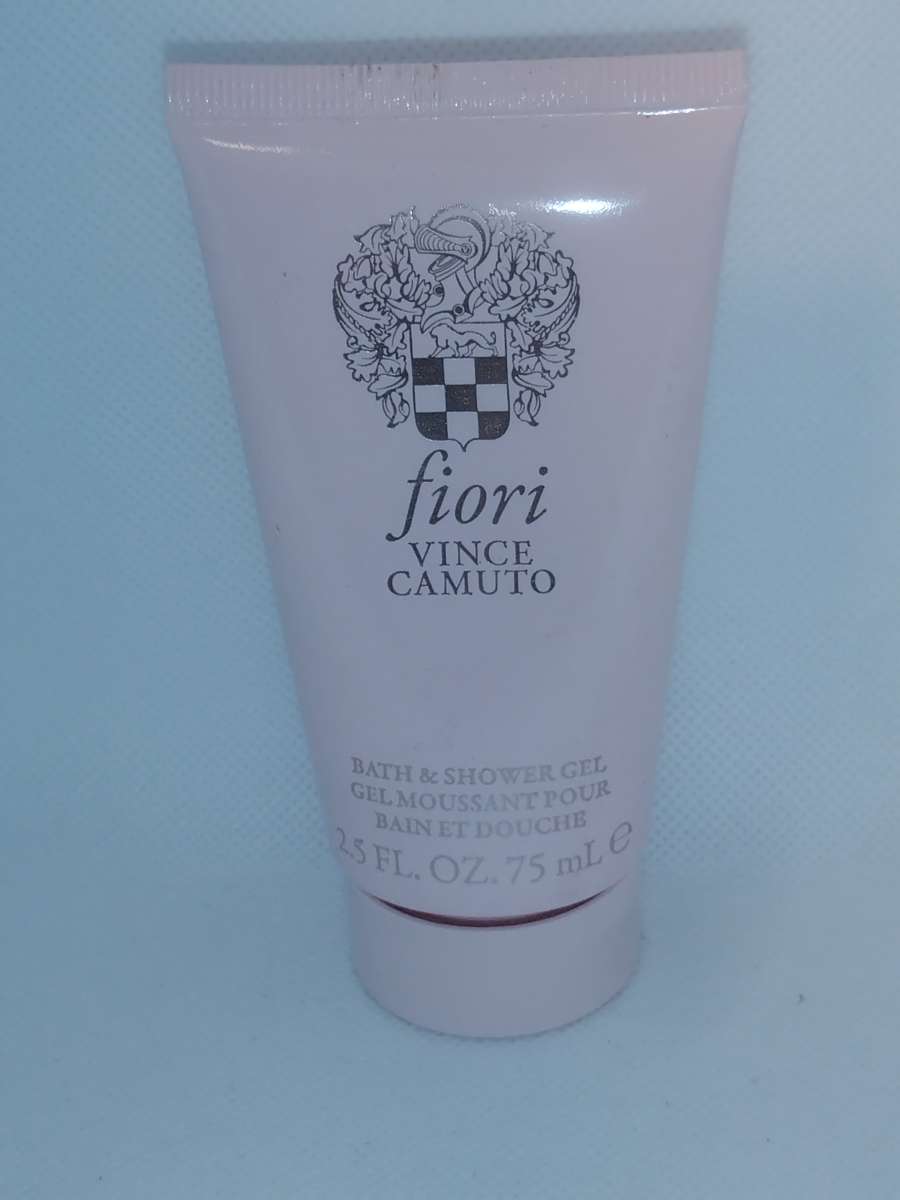 fiori
VINCE
CAMUTO
BATH & SHOWER GEL
GEL MOUSSANT POUR
BAIN ET DOUCHE
2.5 FL. OZ. 75 mL ℮